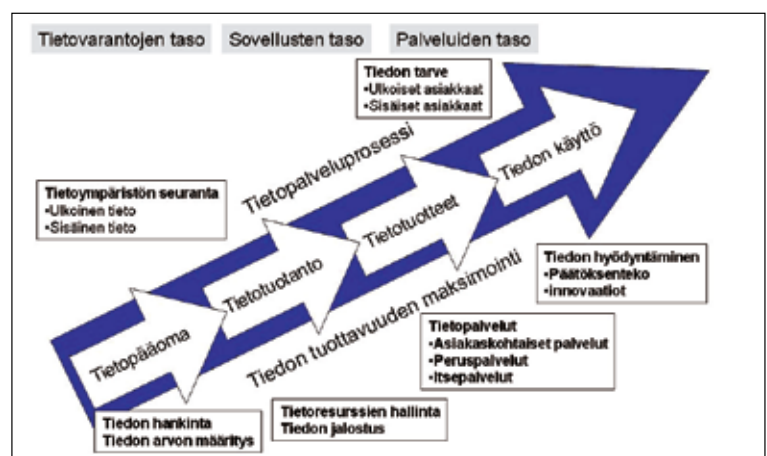 Tietovarantojen taso
Sovellusten taso
Palveluiden taso
Tiedon tarve
•Ulkoiset asiakkaat
•Sisäiset asiakkaat
Tietopalveluprosessi
Tiedon käyttö
Tietoympäristön seuranta
•Ulkoinen tieto
•Sisäinen tieto
Tietotuotteet
Tietotuotanto
Tietopääoma
Tiedon hyödyntäminen
•Päätöksenteko
•innovaatiot
Tiedon tuottavuuden maksimointi
Tietopalvelut
•Asiakaskohtaiset palvelut
•Peruspalvelut
•Itsepalvelut
Tiedon hankinta
Tiedon arvon määritys
Tietoresurssien hallinta
Tiedon jalostus